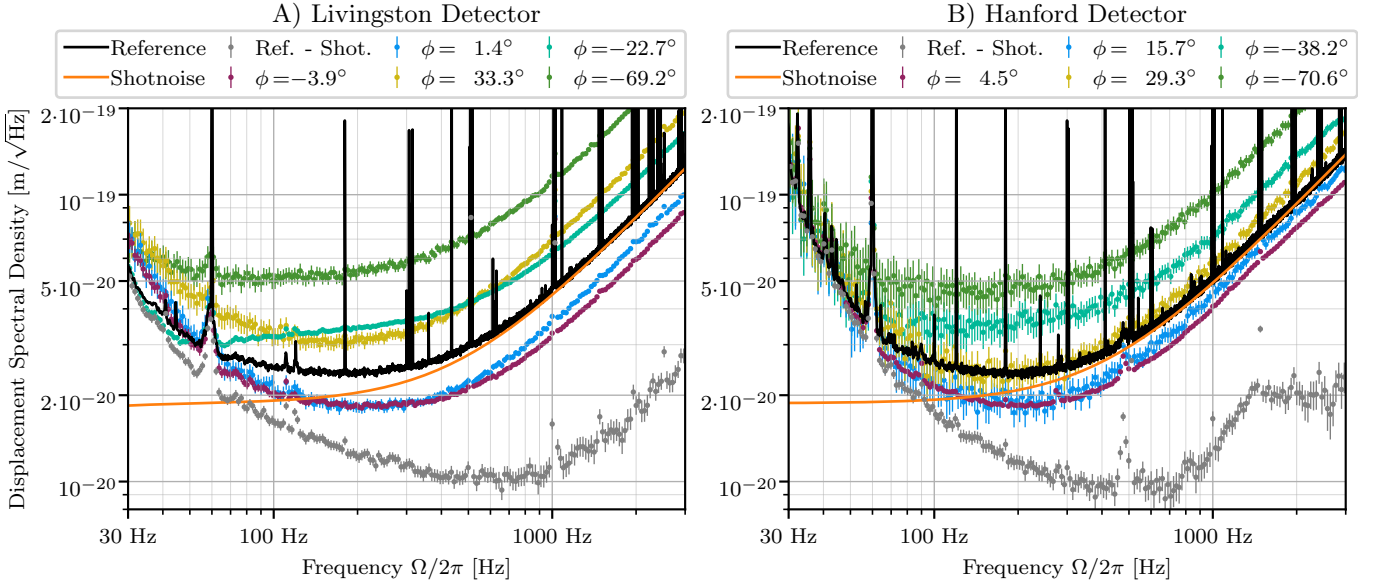 A) Livingston Detector
Reference
Shotnoise
Ref. - Shot.
ϕ=−3.9°
ϕ= 1.4°
ϕ= 33.3°
ϕ=−22.7°
ϕ=−69.2°
B) Hanford Detector
Reference
Shotnoise
Ref. - Shot.
ϕ= 4.5°
ϕ= 15.7°
ϕ= 29.3°
ϕ=−38.2°
ϕ=−70.6°
Displacement Spectral Density [m/√Hz]
2·10⁻¹⁹
10⁻¹⁹
5·10⁻²⁰
2·10⁻²⁰
10⁻²⁰
30 Hz
100 Hz
1000 Hz
Frequency Ω/2π [Hz]
2·10⁻¹⁹
10⁻¹⁹
5·10⁻²⁰
2·10⁻²⁰
10⁻²⁰
30 Hz
100 Hz
1000 Hz
Frequency Ω/2π [Hz]